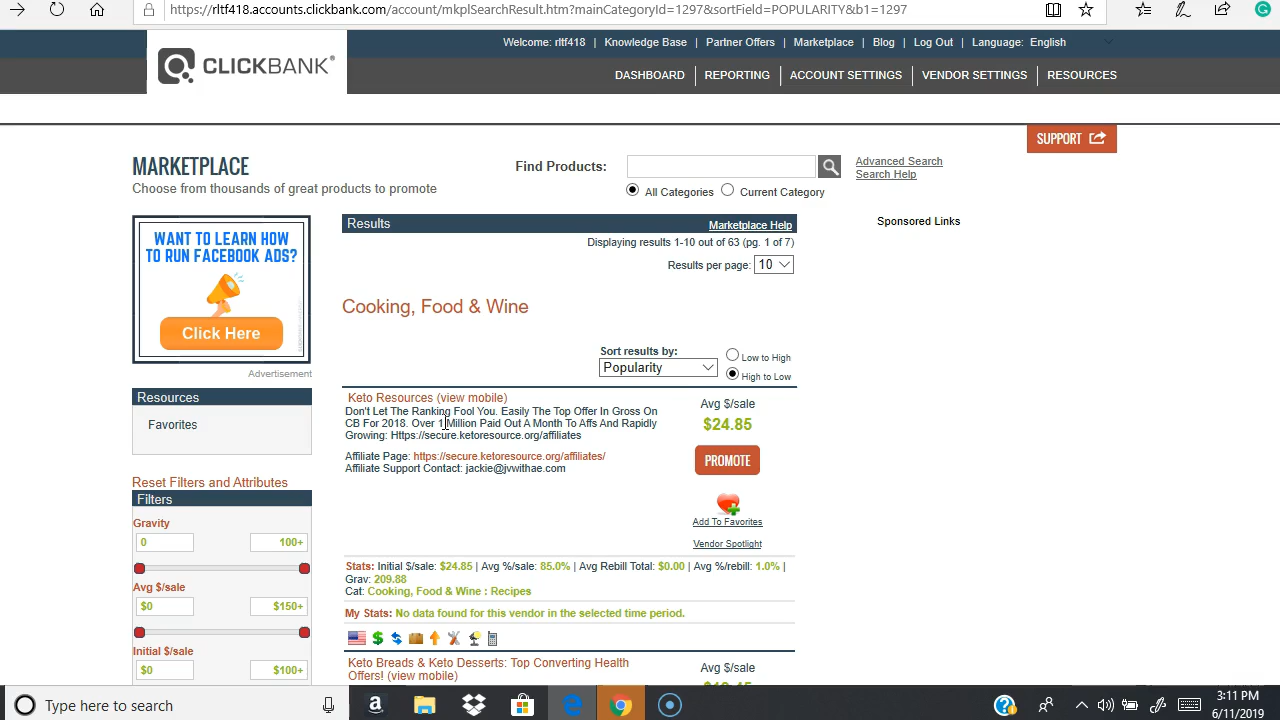 https://rltf418.accounts.clickbank.com/account/mkplSearchResult.htm?mainCategoryId=1297&sortField=POPULARITY&b1=1297
Welcome: rltf418 | Knowledge Base | Partner Offers | Marketplace | Blog | Log Out | Language: English
CLICKBANK®
DASHBOARD | REPORTING | ACCOUNT SETTINGS | VENDOR SETTINGS | RESOURCES
SUPPORT
MARKETPLACE
Choose from thousands of great products to promote
Find Products:
Advanced Search
Search Help
All Categories
Current Category
WANT TO LEARN HOW
TO RUN FACEBOOK ADS?
Click Here
Advertisement
Resources
Favorites
Reset Filters and Attributes
Filters
Gravity
0 100+
Avg $/sale
$0 $150+
Initial $/sale
$0 $100+
Results
Marketplace Help
Displaying results 1-10 out of 63 (pg. 1 of 7)
Results per page: 10
Cooking, Food & Wine
Sort results by:
Popularity
Low to High
High to Low
Keto Resources (view mobile)
Don't Let The Ranking Fool You. Easily The Top Offer In Gross On
CB For 2018. Over 1 Million Paid Out A Month To Affs And Rapidly
Growing: Https://secure.ketoresource.org/affiliates
Affiliate Page: https://secure.ketoresource.org/affiliates/
Affiliate Support Contact: jackie@jvwithae.com
Avg $/sale
$24.85
PROMOTE
Add To Favorites
Vendor Spotlight
Stats: Initial $/sale: $24.85 | Avg %/sale: 85.0% | Avg Rebill Total: $0.00 | Avg %/rebill: 1.0% |
Grav: 209.88
Cat: Cooking, Food & Wine : Recipes
My Stats: No data found for this vendor in the selected time period.
Keto Breads & Keto Desserts: Top Converting Health
Offers! (view mobile)
Avg $/sale
Sponsored Links
Type here to search
3:11 PM
6/11/2019